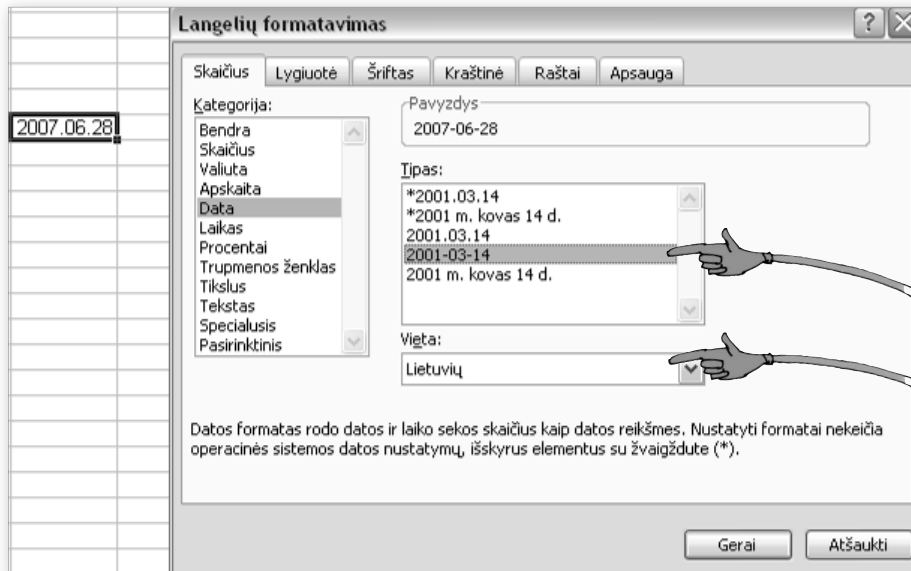 Langelių formatavimas
Skaičius Lygiuotė Šriftas Kraštinė Raštai Apsauga
2007.06.28
Kategorija:
Bendra
Skaičius
Valiuta
Apskaita
Data
Laikas
Procentai
Trupmenos ženklas
Tikslus
Tekstas
Specialusis
Pasirinktinis
Pavyzdys
2007-06-28
Tipas:
*2001.03.14
*2001 m. kovas 14 d.
2001.03.14
2001-03-14
2001 m. kovas 14 d.
Vieta:
Lietuvių
Datos formatas rodo datos ir laiko sekos skaičius kaip datos reikšmes. Nustatyti formatai nekeičia
operacinės sistemos datos nustatymų, išskyrus elementus su žvaigždute (*).
Gerai Atšaukti